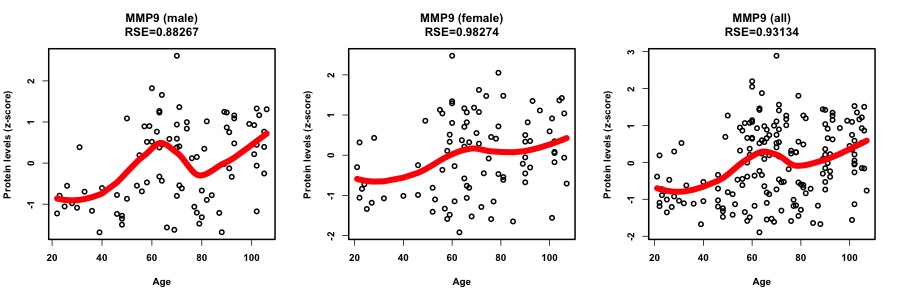 MMP9 (male)
RSE=0.88267
Protein levels (z-score)
2
1
0
-1
20 40 60 80 100
Age
MMP9 (female)
RSE=0.98274
Protein levels (z-score)
2
1
0
-1
-2
20 40 60 80 100
Age
MMP9 (all)
RSE=0.93134
Protein levels (z-score)
3
2
1
0
-1
-2
20 40 60 80 100
Age